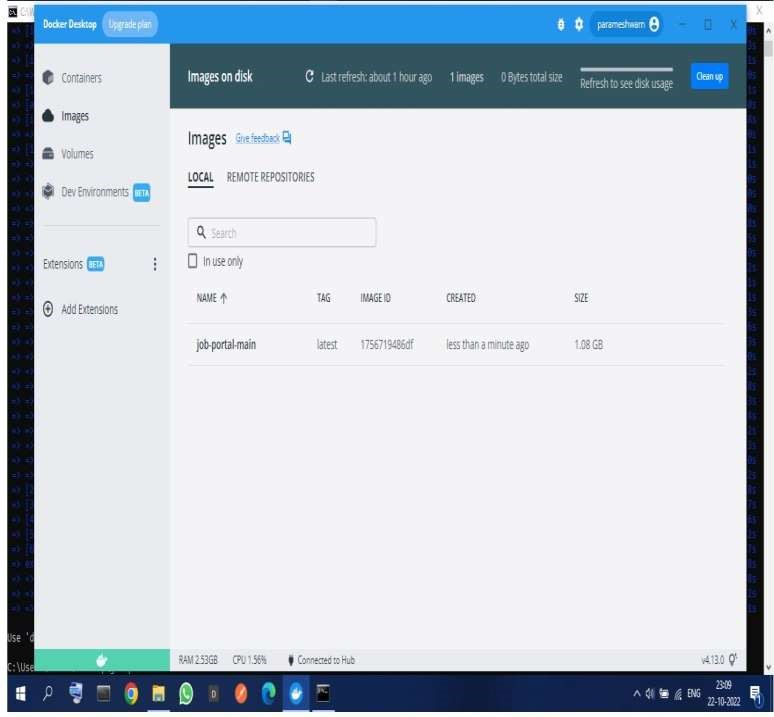 Docker Desktop Upgrade plan parameshwarn
Containers
Images
Volumes
Dev Environments BETA
Extensions BETA
Add Extensions
Images on disk Last refresh: about 1 hour ago 1 images 0 Bytes total size Refresh to see disk usage Clean up
Images Give feedback
LOCAL REMOTE REPOSITORIES
Search
In use only
NAME TAG IMAGE ID CREATED SIZE
job-portal-main latest 1756719486df less than a minute ago 1.08 GB
Use 'd
C:\Use
RAM 2.53GB CPU 1.56% Connected to Hub v4.13.0
ENG 23:09
22-10-2022